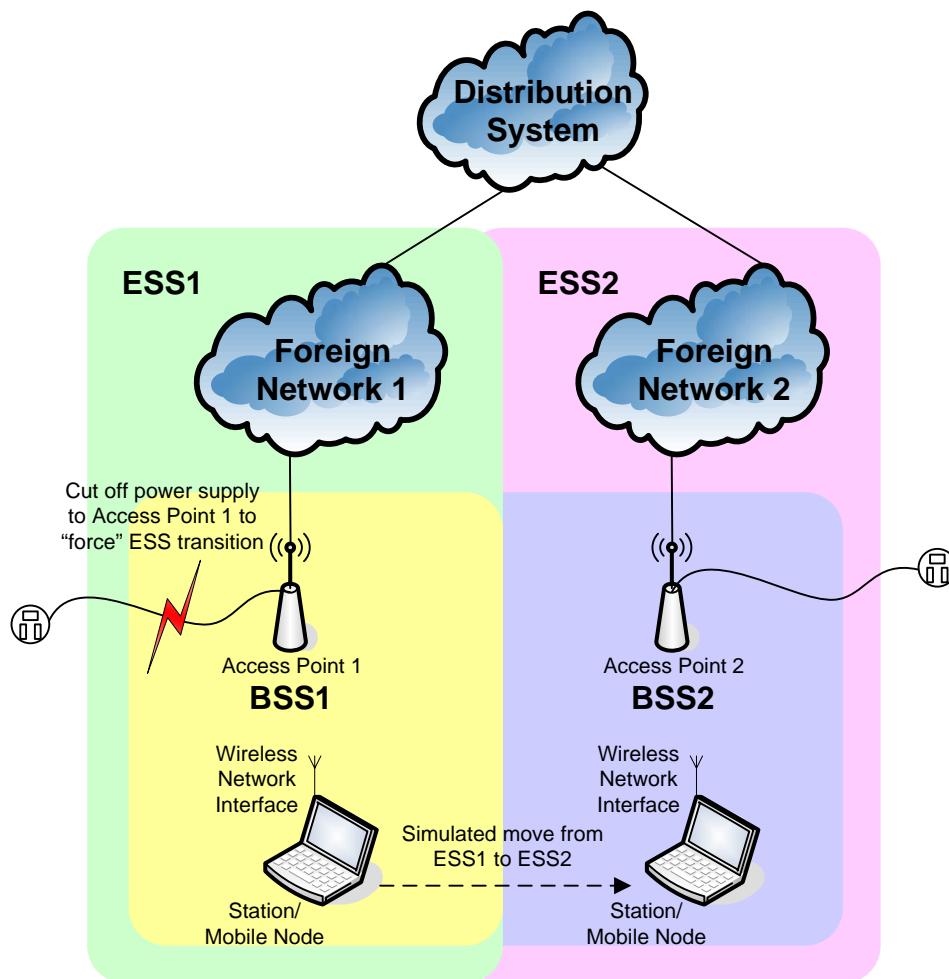 Distribution
System
ESS1
ESS2
Foreign
Network 1
Foreign
Network 2
Cut off power supply
to Access Point 1 to
“force” ESS transition
Access Point 1
Access Point 2
BSS1
BSS2
Wireless
Network
Interface
Wireless
Network
Interface
Simulated move from
ESS1 to ESS2
Station/
Mobile Node
Station/
Mobile Node